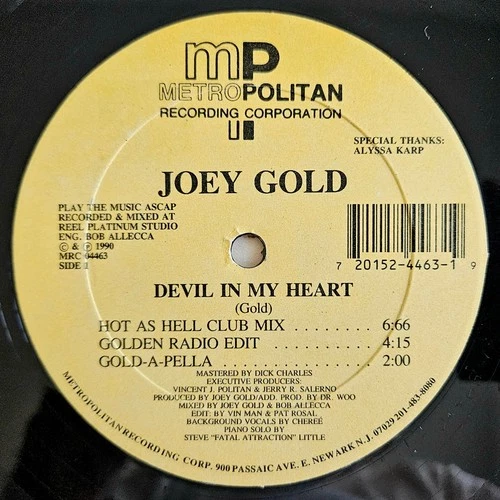 mP
METROPOLITAN
RECORDING CORPORATION
SPECIAL THANKS:
ALYSSA KARP
JOEY GOLD
PLAY THE MUSIC ASCAP
RECORDED & MIXED AT
REEL PLATINUM STUDIO
ENG. BOB ALLECCA
© & ℗ 1990
MRC 04463
SIDE 1
7 20152-4463-1 9
DEVIL IN MY HEART
(Gold)
HOT AS HELL CLUB MIX ........ 6:66
GOLDEN RADIO EDIT .......... 4:15
GOLD-A-PELLA ....... 2:00
MASTERED BY DICK CHARLES
EXECUTIVE PRODUCERS:
VINCENT J. POLITAN & JERRY R. SALERNO
PRODUCED BY JOEY GOLD/ADD. PROD. BY DR. WOO
MIXED BY JOEY GOLD & BOB ALLECCA
EDIT: BY VIN MAN & PAT ROSAL
BACKGROUND VOCALS BY CHEREÉ
PIANO SOLO BY
STEVE "FATAL ATTRACTION" LITTLE
METROPOLITAN RECORDING CORP. 900 PASSAIC AVE. E. NEWARK N.J. 07029 201-483-8080